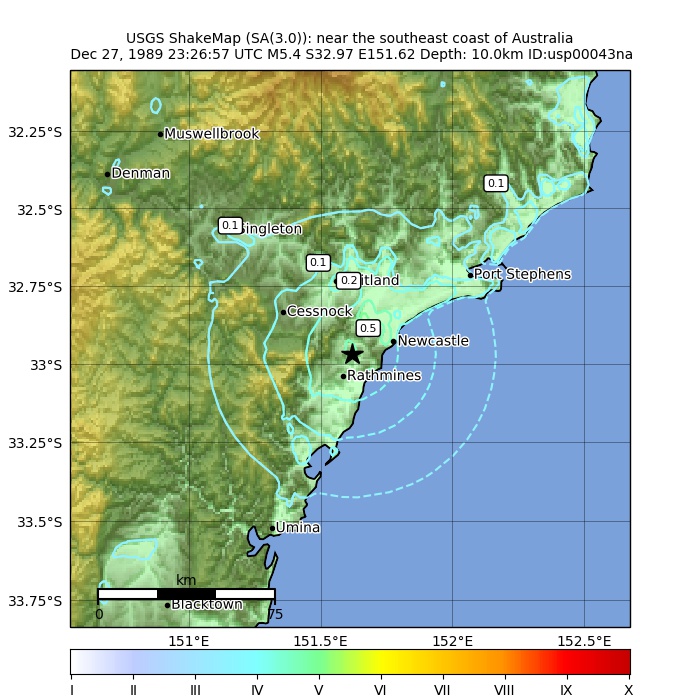 USGS ShakeMap (SA(3.0)): near the southeast coast of Australia
Dec 27, 1989 23:26:57 UTC M5.4 S32.97 E151.62 Depth: 10.0km ID:usp00043na
32.25°S
Muswellbrook
Denman
0.1
32.5°S
0.1 ingleton
0.1
0.2 itland
Port Stephens
32.75°S
Cessnock
0.5
Newcastle
33°S
Rathmines
33.25°S
33.5°S
Umina
km
33.75°S
0 75
Blacktown
151°E 151.5°E 152°E 152.5°E
I II III IV V VI VII VIII IX X